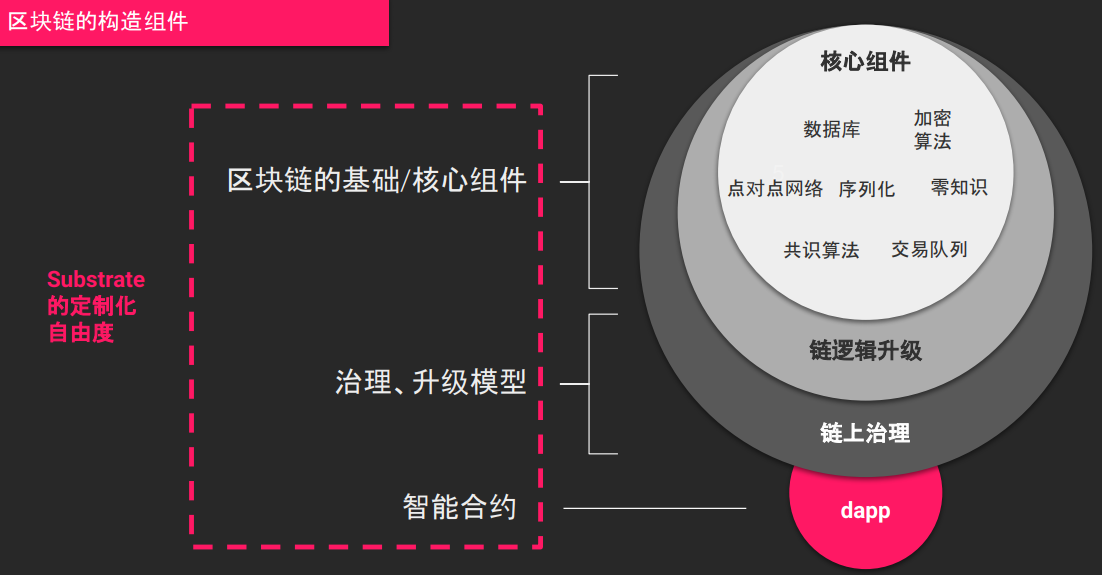 区块链的构造组件
Substrate
的定制化
自由度
区块链的基础/核心组件
治理、升级模型
智能合约
核心组件
数据库
加密
算法
点对点网络
序列化
零知识
共识算法
交易队列
链逻辑升级
链上治理
dapp